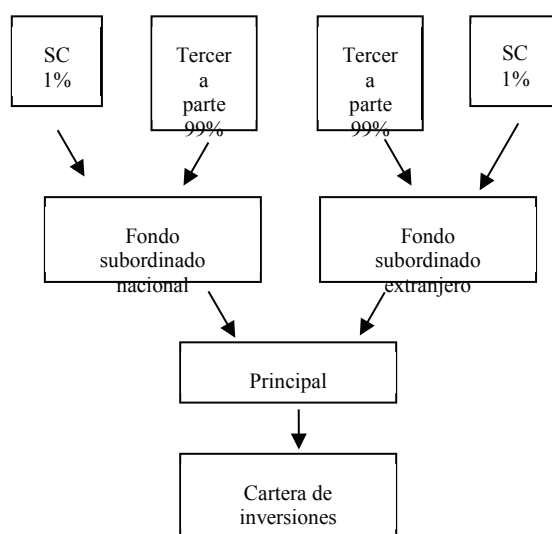 SC
1%
Tercer
a
parte
99%
Tercer
a
parte
99%
SC
1%
Fondo
subordinado
nacional
Fondo
subordinado
extranjero
Principal
Cartera de
inversiones